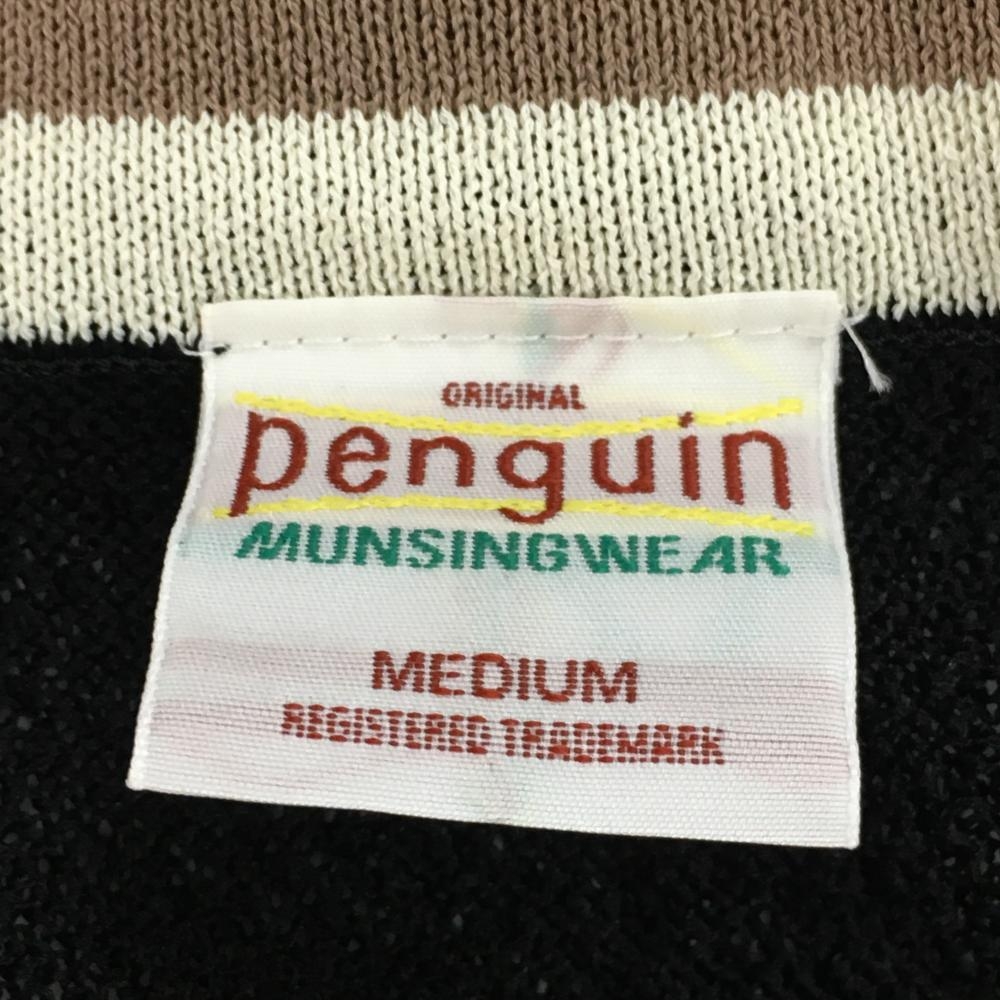 ORIGINAL
penguin
MUNSINGWEAR
MEDIUM
REGISTERED TRADEMARK